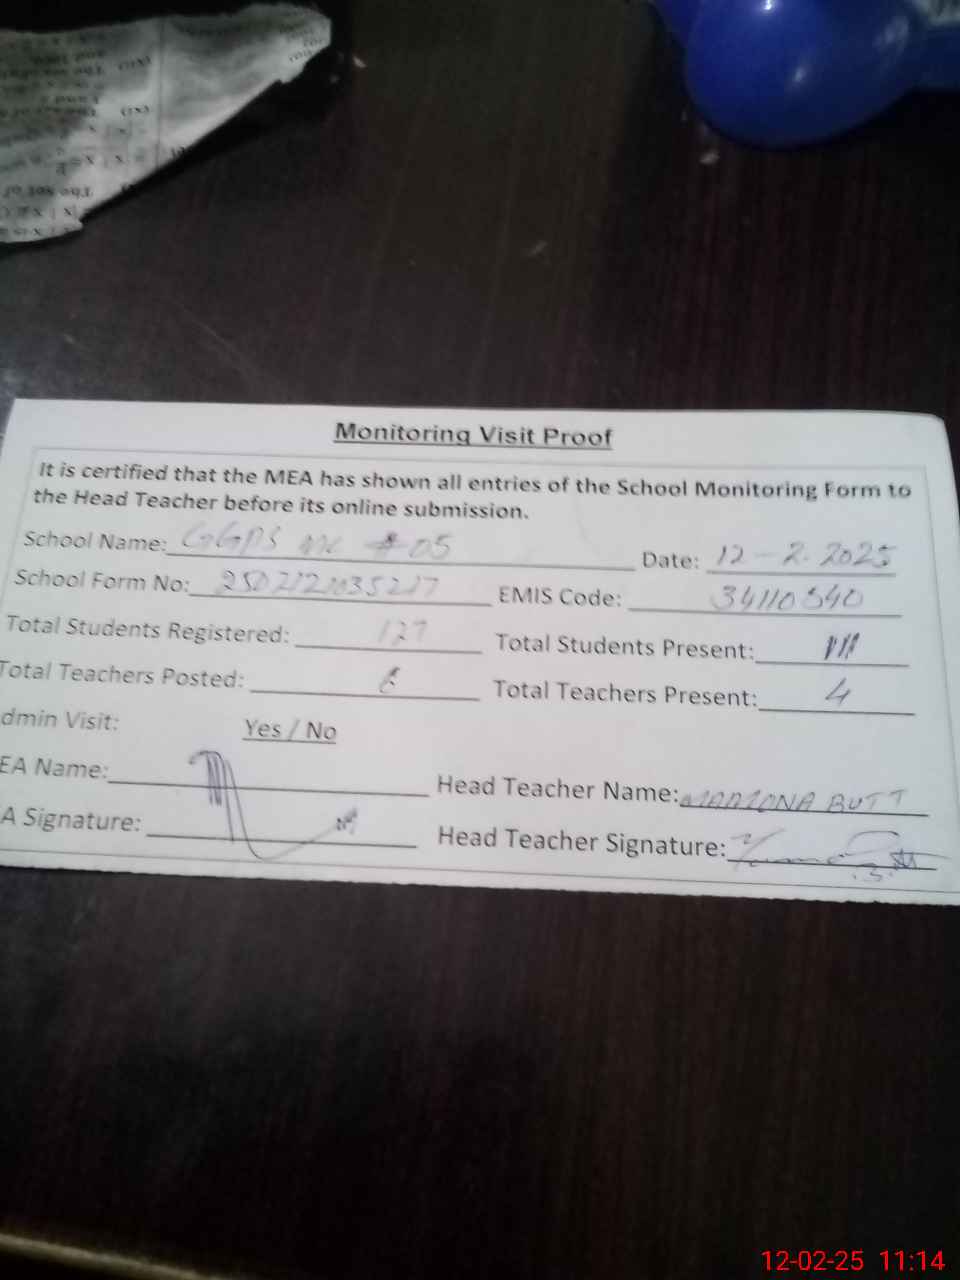 Monitoring Visit Proof
It is certified that the MEA has shown all entries of the School Monitoring Form to
the Head Teacher before its online submission.
School Name: GGPS MC # 05 Date: 12-2-2025
School Form No: EMIS Code: 34110540
Total Students Registered: 127 Total Students Present: 111
Total Teachers Posted: Total Teachers Present: 4
dmin Visit: Yes / No
EA Name: Head Teacher Name: BUTT
A Signature: Head Teacher Signature:
12-02-25 11:14